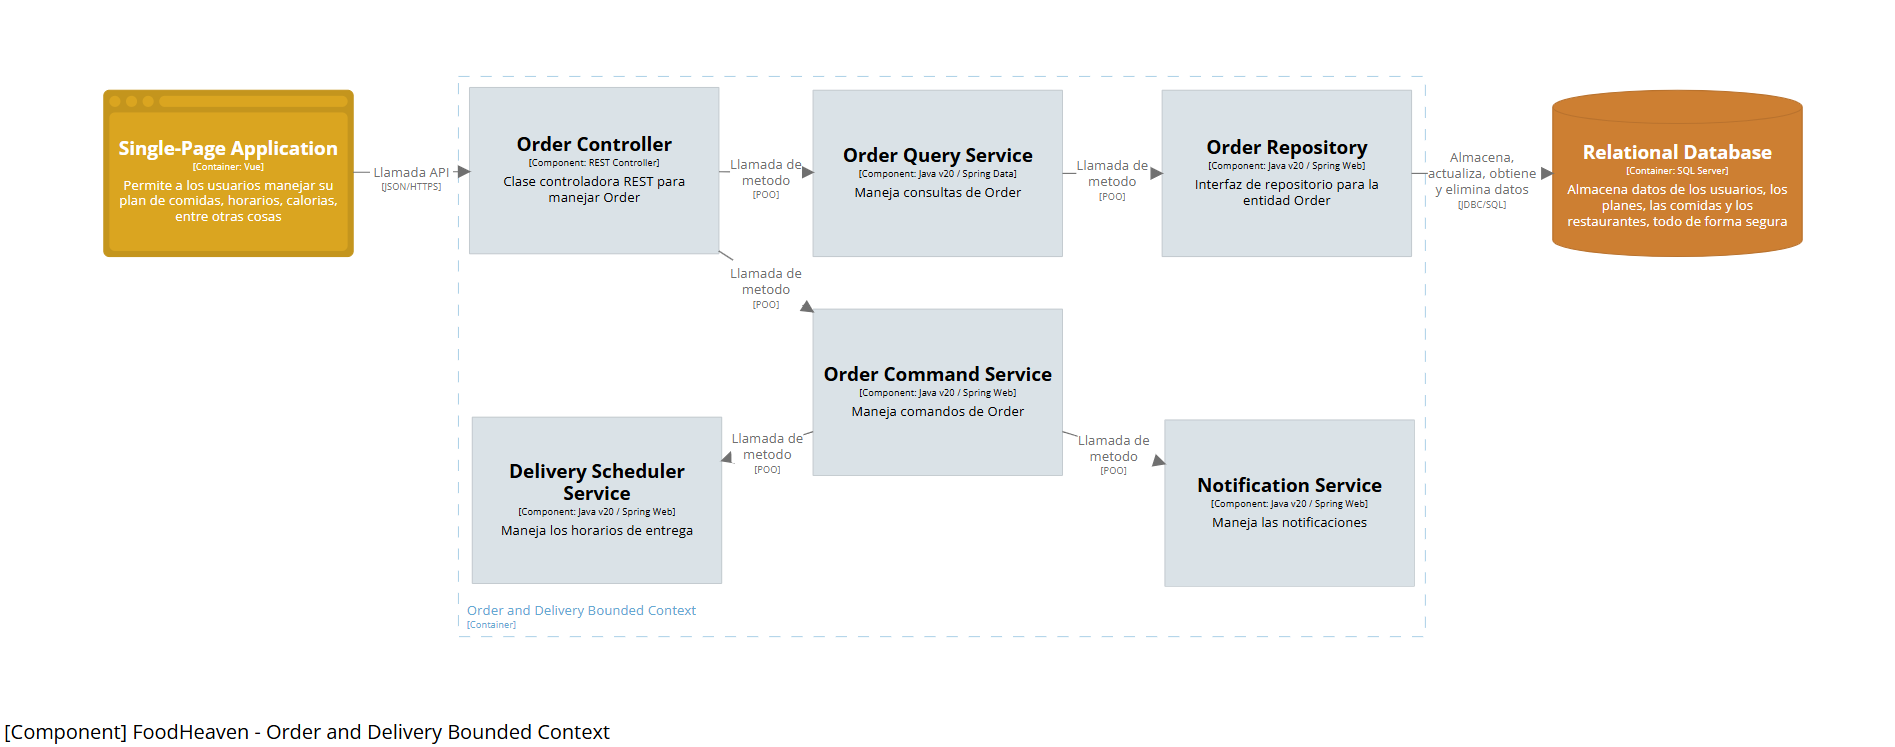 Single-Page Application
[Container: Vue]
Permite a los usuarios manejar su
plan de comidas, horarios, calorias,
entre otras cosas
Llamada API
[JSON/HTTPS]
Order Controller
[Component: REST Controller]
Clase controladora REST para
manejar Order
Llamada de
metodo
[POO]
Order Query Service
[Component: Java v20 / Spring Data]
Maneja consultas de Order
Llamada de
metodo
[POO]
Order Repository
[Component: Java v20 / Spring Web]
Interfaz de repositorio para la
entidad Order
Almacena,
actualiza, obtiene
y elimina datos
[JDBC/SQL]
Relational Database
[Container: SQL Server]
Almacena datos de los usuarios, los
planes, las comidas y los
restaurantes, todo de forma segura
Llamada de
metodo
[POO]
Order Command Service
[Component: Java v20 / Spring Web]
Maneja comandos de Order
Llamada de
metodo
[POO]
Delivery Scheduler
Service
[Component: Java v20 / Spring Web]
Maneja los horarios de entrega
Llamada de
metodo
[POO]
Notification Service
[Component: Java v20 / Spring Web]
Maneja las notificaciones
Order and Delivery Bounded Context
[Container]
[Component] FoodHeaven - Order and Delivery Bounded Context